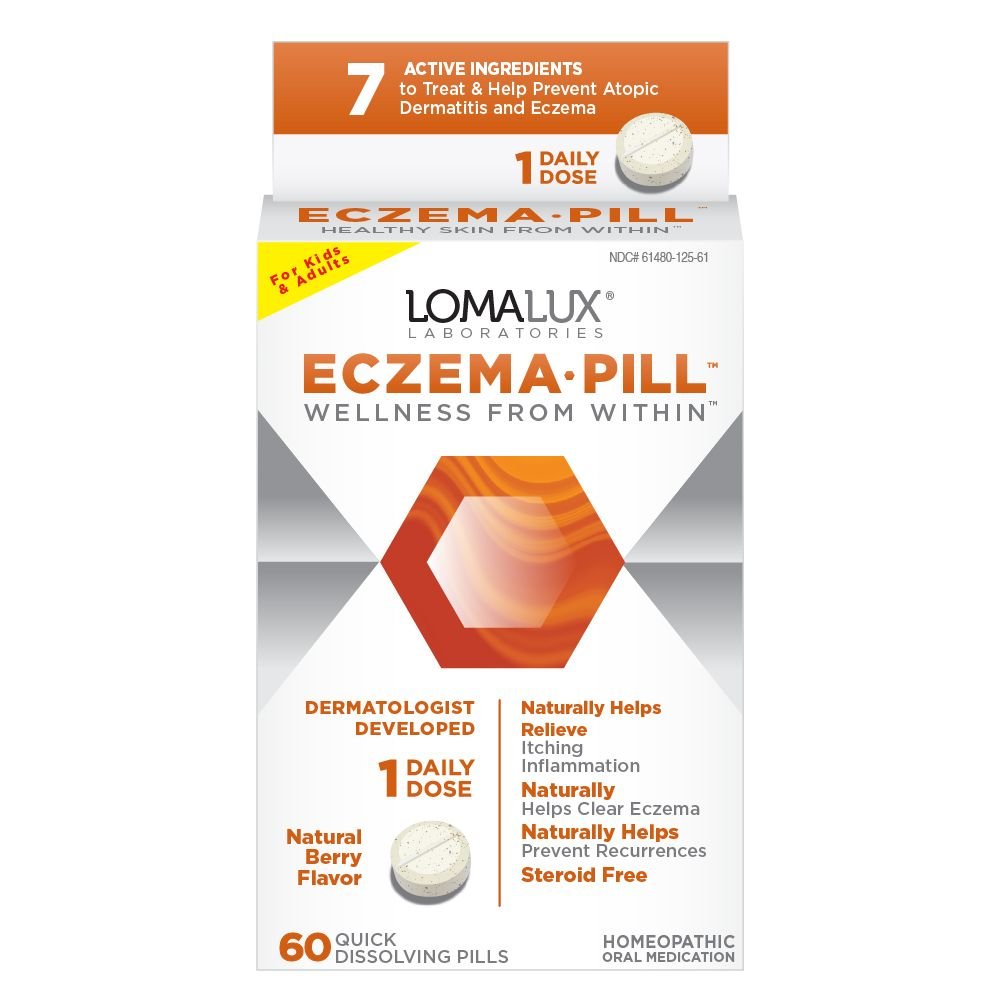 7 ACTIVE INGREDIENTS
to Treat & Help Prevent Atopic
Dermatitis and Eczema
1 DAILY
DOSE
ECZEMA•PILL™
HEALTHY SKIN FROM WITHIN™
For Kids
& Adults
NDC# 61480-125-61
LOMALUX®
LABORATORIES
ECZEMA•PILL™
WELLNESS FROM WITHIN™
DERMATOLOGIST
DEVELOPED
1 DAILY
DOSE
Natural
Berry
Flavor
Naturally Helps
Relieve
Itching
Inflammation
Naturally
Helps Clear Eczema
Naturally Helps
Prevent Recurrences
Steroid Free
60 QUICK
DISSOLVING PILLS
HOMEOPATHIC
ORAL MEDICATION